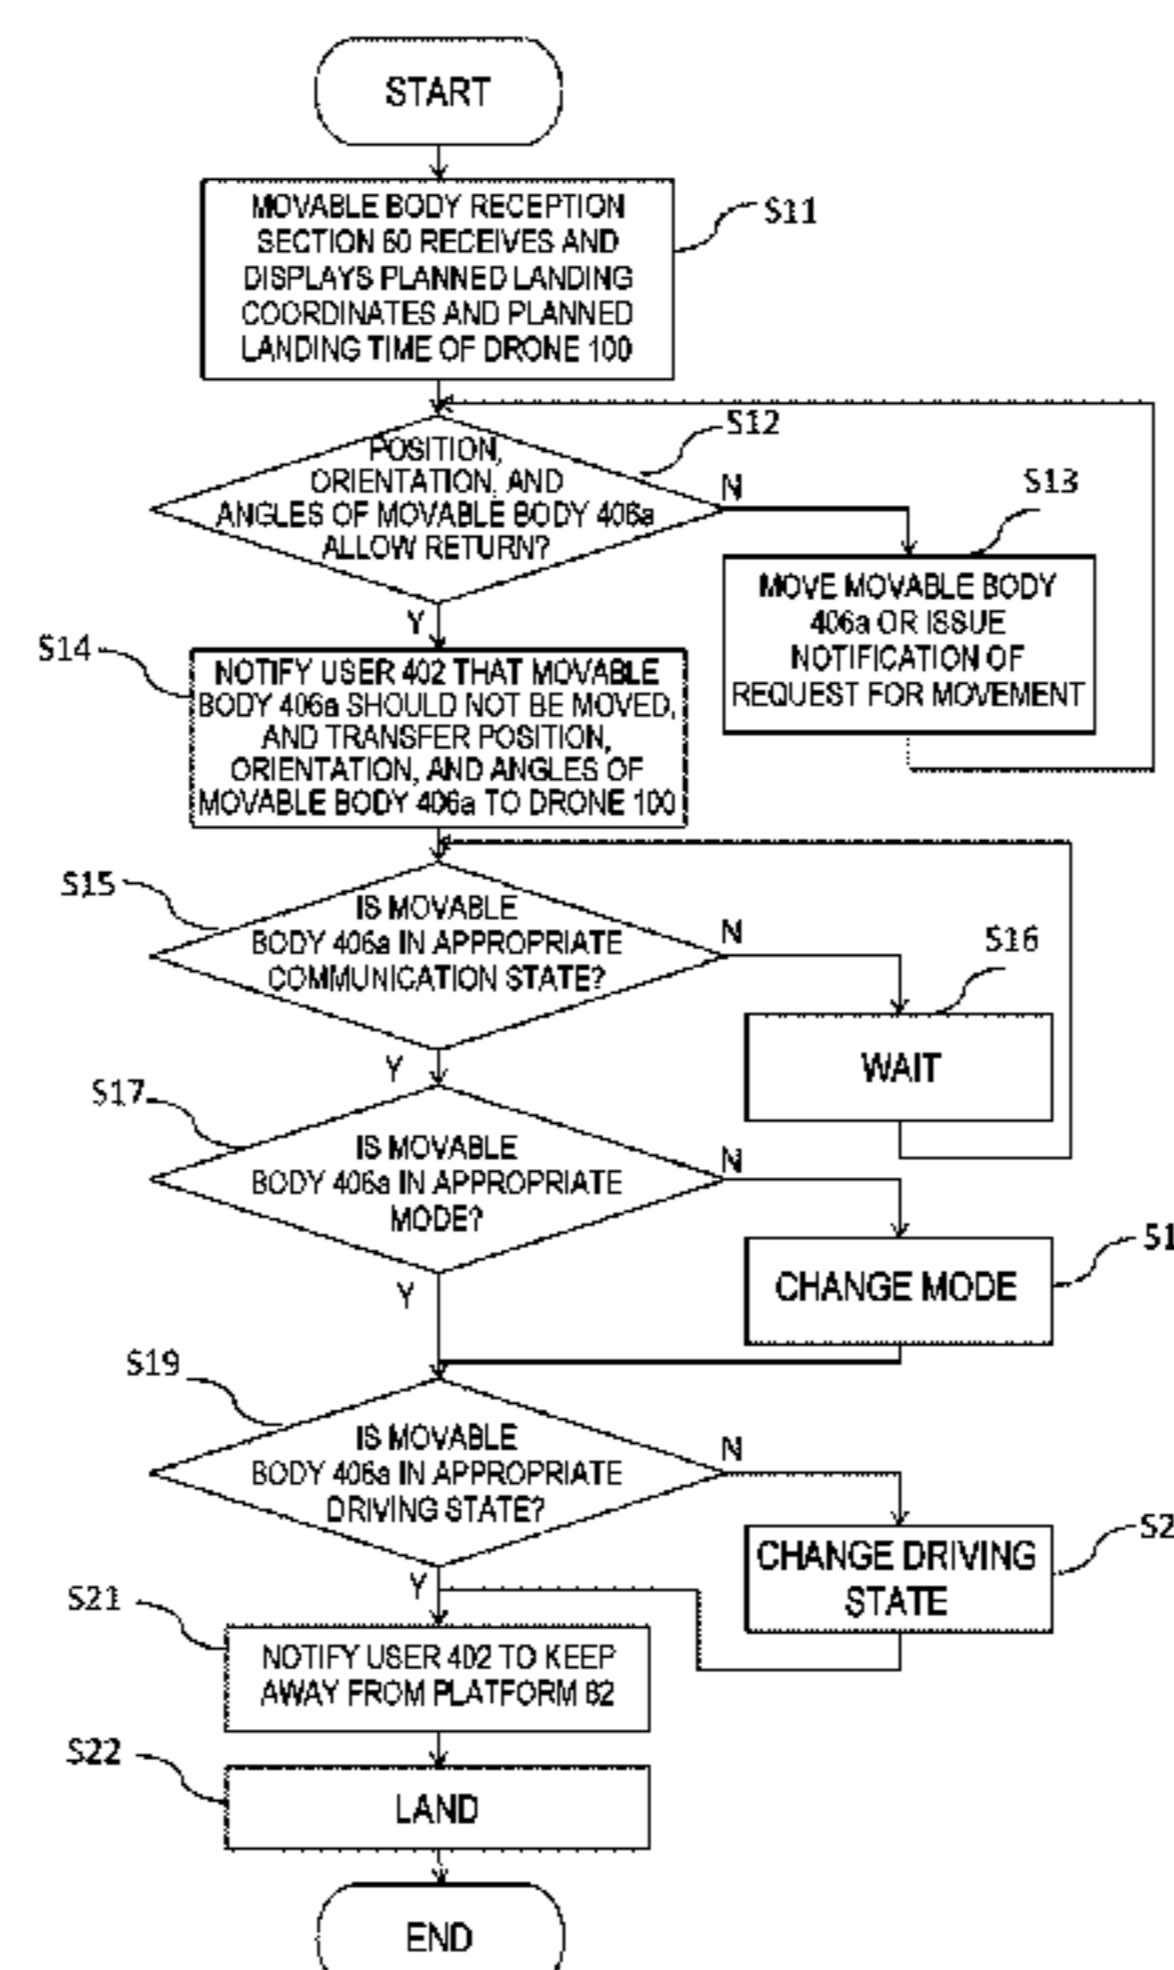 START
MOVABLE BODY RECEPTION
SECTION 60 RECEIVES AND
DISPLAYS PLANNED LANDING
COORDINATES AND PLANNED
LANDING TIME OF DRONE 100
S11
POSITION,
ORIENTATION, AND
ANGLES OF MOVABLE BODY 406a
ALLOW RETURN?
S12
N
S13
MOVE MOVABLE BODY
406a OR ISSUE
NOTIFICATION OF
REQUEST FOR MOVEMENT
Y
S14
NOTIFY USER 402 THAT MOVABLE
BODY 406a SHOULD NOT BE MOVED,
AND TRANSFER POSITION,
ORIENTATION, AND ANGLES OF
MOVABLE BODY 406a TO DRONE 100
S15
IS MOVABLE
BODY 406a IN APPROPRIATE
COMMUNICATION STATE?
N
S16
WAIT
Y
S17
IS MOVABLE
BODY 406a IN APPROPRIATE
MODE?
N
CHANGE MODE
S1
Y
S19
IS MOVABLE
BODY 406a IN APPROPRIATE
DRIVING STATE?
N
CHANGE DRIVING
STATE
S2
Y
S21
NOTIFY USER 402 TO KEEP
AWAY FROM PLATFORM 62
S22
LAND
END